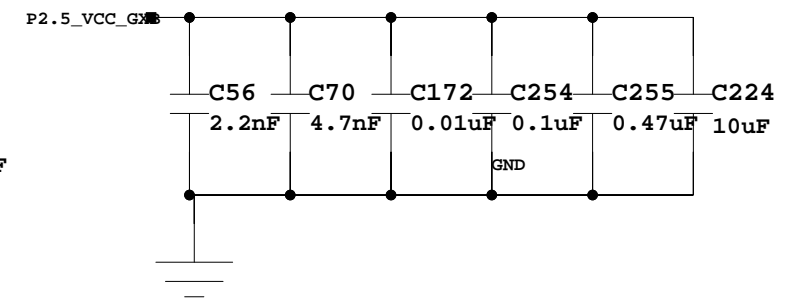 P2.5_VCC_GXB
C56 C70 C172 C254 C255 C224
2.2nF 4.7nF 0.01uF 0.1uF 0.47uF 10uF
F GND